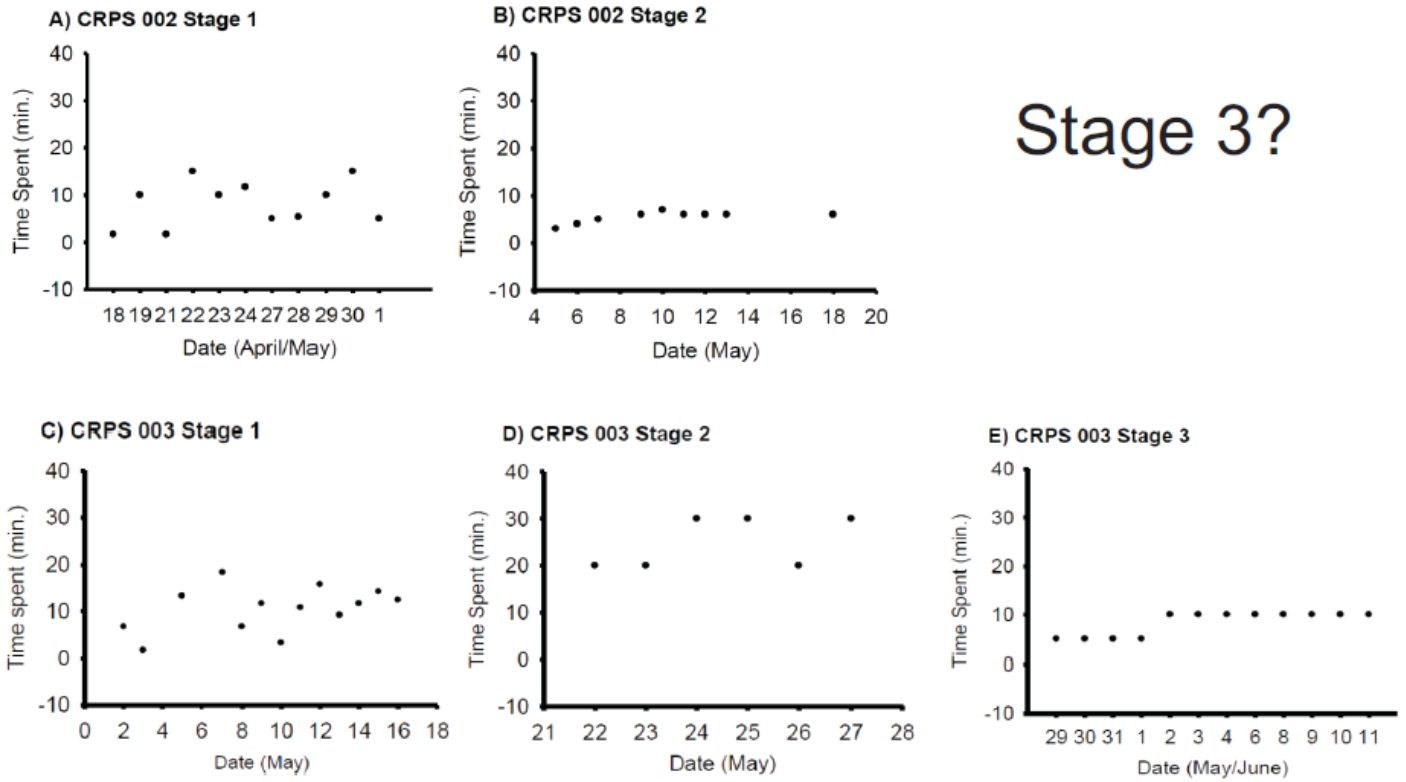 A) CRPS 002 Stage 1
40
30
20
10
0
-10
Time Spent (min.)
18 19 21 22 23 24 27 28 29 30 1
Date (April/May)
B) CRPS 002 Stage 2
40
30
20
10
0
-10
Time Spent (min.)
4 6 8 10 12 14 16 18 20
Date (May)
Stage 3?
C) CRPS 003 Stage 1
40
30
20
10
0
-10
Time spent (min.)
0 2 4 6 8 10 12 14 16 18
Date (May)
D) CRPS 003 Stage 2
40
30
20
10
0
-10
Time Spent (min.)
21 22 23 24 25 26 27 28
Date (May)
E) CRPS 003 Stage 3
40
30
20
10
0
-10
Time Spent (min.)
29 30 31 1 2 3 4 6 8 9 10 11
Date (May/June)